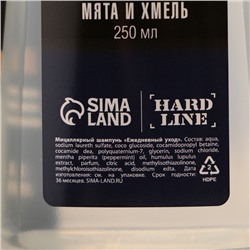 МЯТА И ХМЕЛЬ
250 МЛ
SIMA
LAND
HARD
LINE
Мицеллярный шампунь «Ежедневный уход». Состав: aqua,
sodium laureth sulfate, coco glucoside, cocamidopropyl betaine,
cocamide dea, polyquaternium-7, glycerin, sodium chloride,
mentha piperita (peppermint) oil, humulus lupulus
extract, parfum, citric acid, methylisothiazolinone,
methylchloroisothiazolinone, disodium edta. Дата
изготовления: см. на упаковке. Срок годности:
36 месяцев. SIMA-LAND.RU
2
HDPE